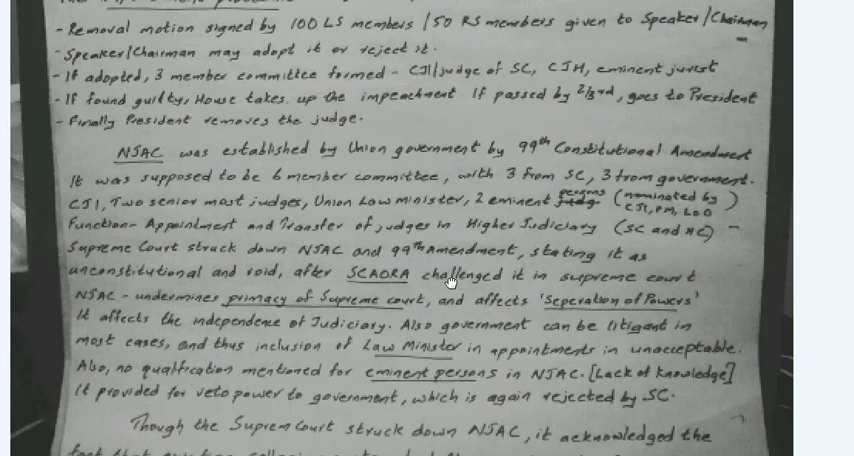 - Removal motion signed by 100 LS members / 50 RS members given to Speaker/Chairman
- Speaker/Chairman may adopt it or reject it.
- If adopted, 3 member committee formed - CJI/judge of SC, CJH, eminent jurist
- If found guilty, House takes up the impeachment. If passed by 2/3rd, goes to President
- Finally President removes the judge.
NJAC was established by Union government by 99th Constitutional Amendment
It was supposed to be 6 member committee, with 3 from SC, 3 from government.
CJI, Two senior most judges, Union Law minister, 2 eminent persons (nominated by CJI, PM, LoO)
Function - Appointment and Transfer of judges in Higher Judiciary (SC and HC) -
Supreme Court struck down NJAC and 99th Amendment, stating it as
unconstitutional and void, after SCAORA challenged it in supreme court
NJAC - undermines primacy of Supreme court, and affects 'Seperation of Powers'
It affects the independence of Judiciary. Also government can be litigant in
most cases, and thus inclusion of Law Minister in appointments in unacceptable.
Also, no qualification mentioned for eminent persons in NJAC. [Lack of knowledge]
It provided for veto power to government, which is again rejected by SC.
Though the Suprem Court struck down NJAC, it acknowledged the